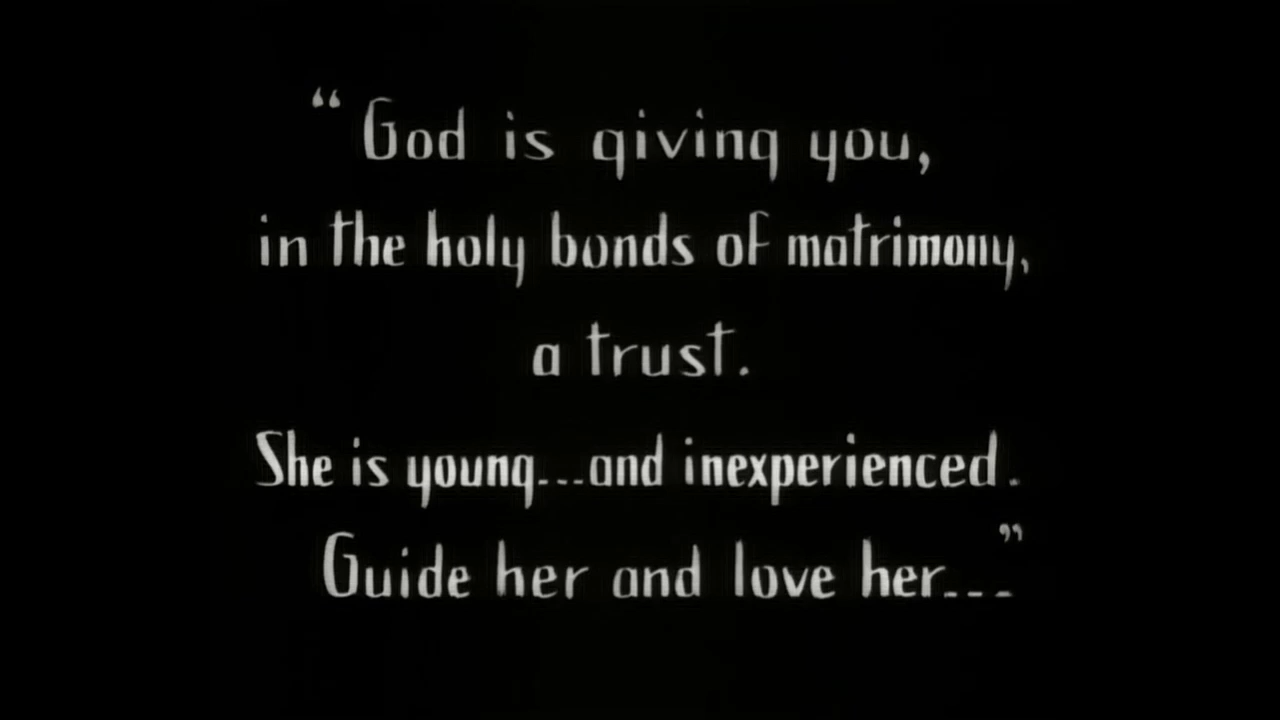 “God is giving you,
in the holy bonds of matrimony,
a trust.
She is young...and inexperienced.
Guide her and love her...”